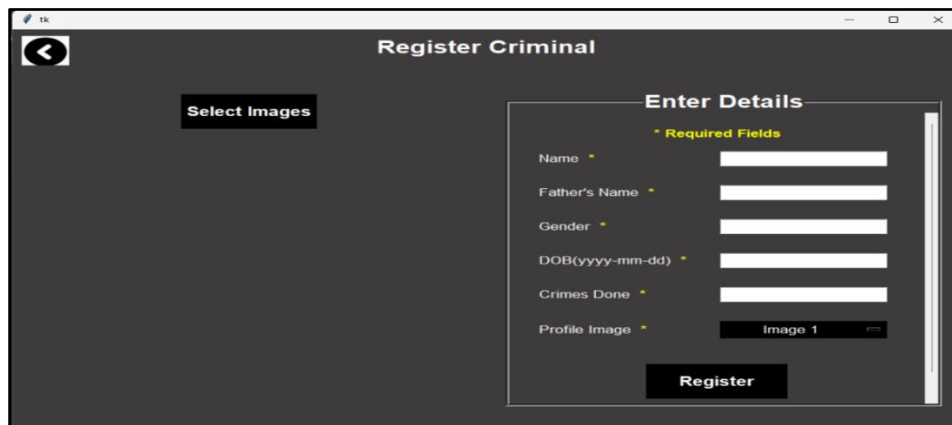 tk
Register Criminal
Select Images
Enter Details
* Required Fields
Name *
Father's Name *
Gender *
DOB(yyyy-mm-dd) *
Crimes Done *
Profile Image * Image 1
Register